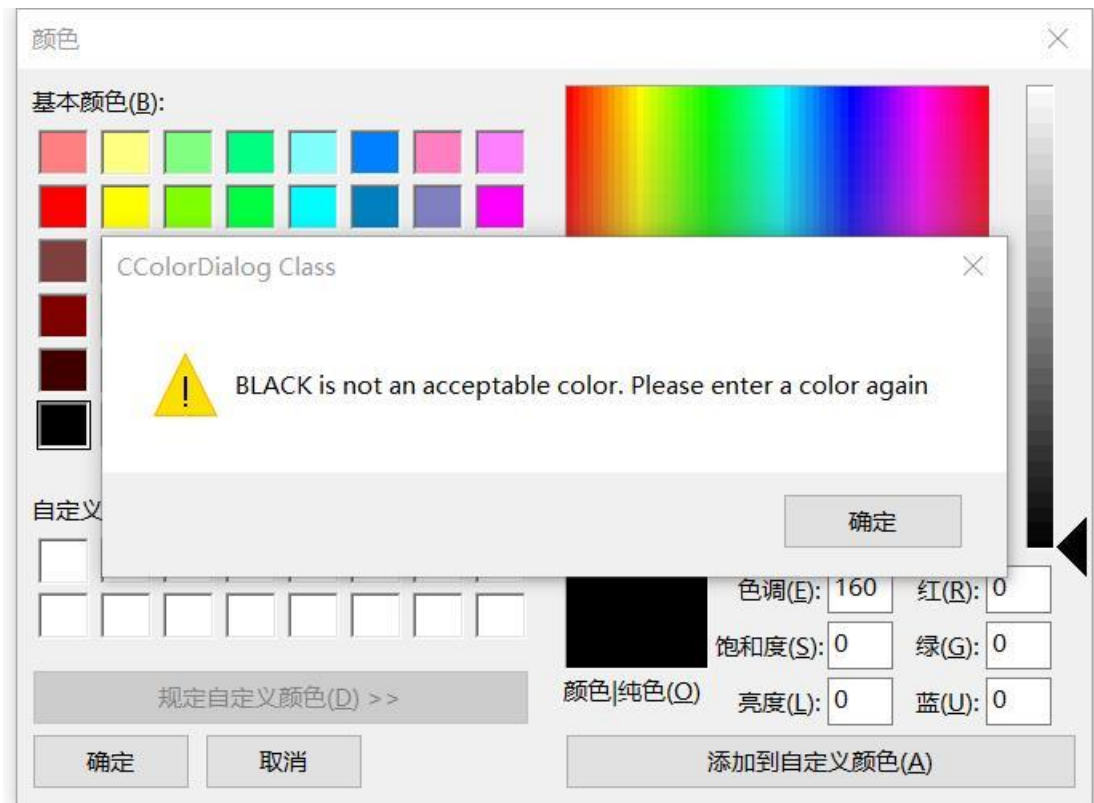 颜色
基本颜色(B):
CColorDialog Class
BLACK is not an acceptable color. Please enter a color again
确定
自定义
色调(E): 160 红(R): 0
饱和度(S): 0 绿(G): 0
颜色|纯色(O) 亮度(L): 0 蓝(U): 0
规定自定义颜色(D) >>
确定 取消 添加到自定义颜色(A)